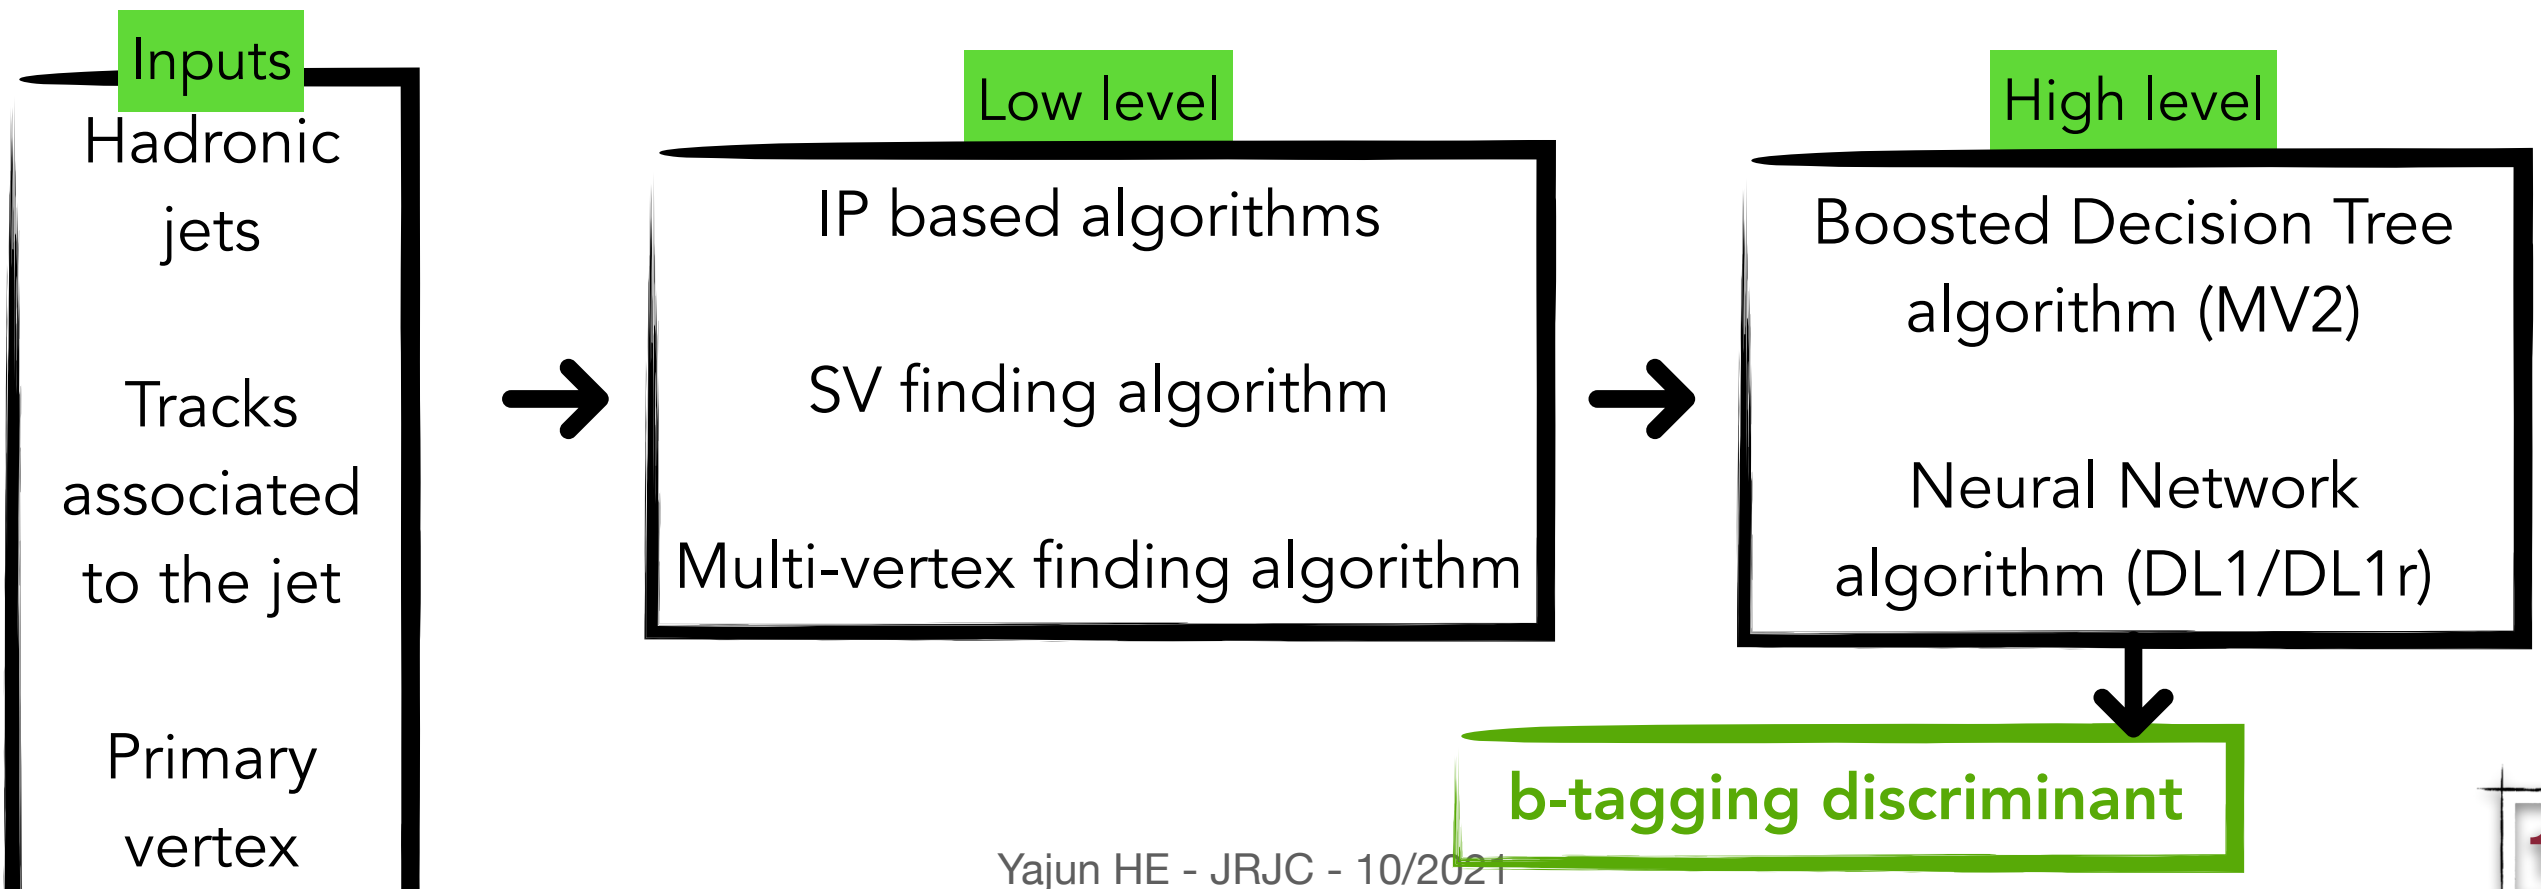 Inputs
Hadronic
jets
Tracks
associated
to the jet
Primary
vertex
Low level
IP based algorithms
SV finding algorithm
Multi-vertex finding algorithm
High level
Boosted Decision Tree
algorithm (MV2)
Neural Network
algorithm (DL1/DL1r)
b-tagging discriminant
Yajun HE - JRJC - 10/2021